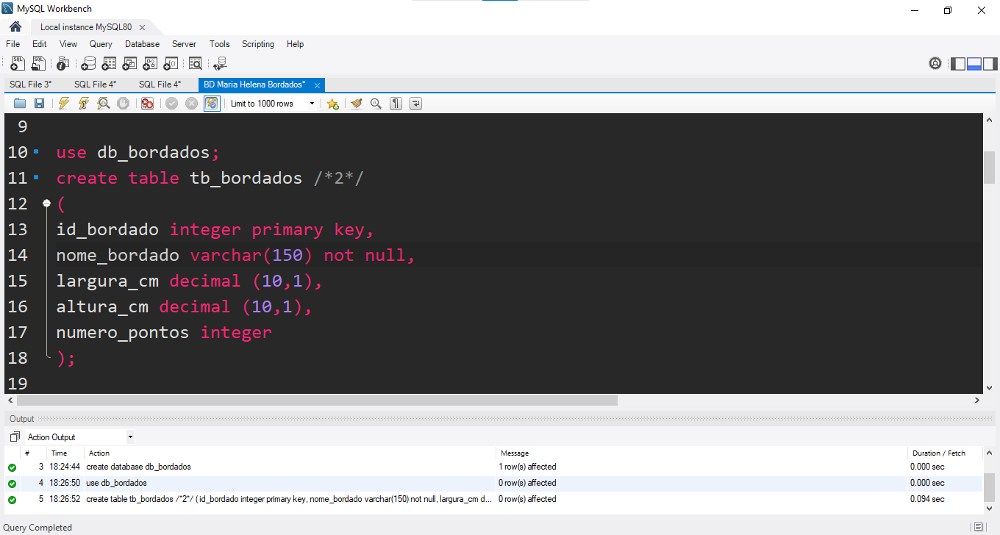 MySQL Workbench
Local instance MySQL80
File Edit View Query Database Server Tools Scripting Help
SQL File 3* SQL File 4* SQL File 4* BD Maria Helena Bordados*
Limit to 1000 rows
9
10 use db_bordados;
11 create table tb_bordados /*2*/
12 (
13 id_bordado integer primary key,
14 nome_bordado varchar(150) not null,
15 largura_cm decimal (10,1),
16 altura_cm decimal (10,1),
17 numero_pontos integer
18 );
19
Output
Action Output
# Time Action Message Duration / Fetch
3 18:24:44 create database db_bordados 1 row(s) affected 0.000 sec
4 18:26:50 use db_bordados 0 row(s) affected 0.000 sec
5 18:26:52 create table tb_bordados /*2*/ ( id_bordado integer primary key, nome_bordado varchar(150) not null, largura_cm d... 0 row(s) affected 0.094 sec
Query Completed